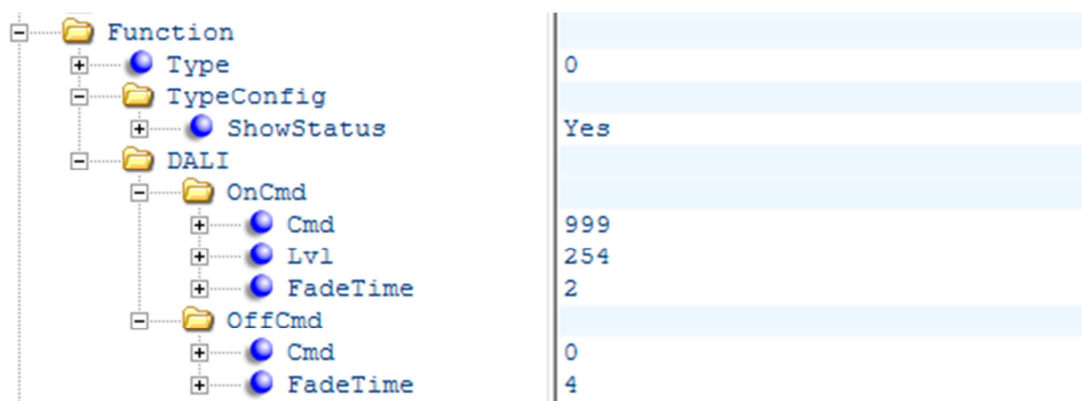 Function
Type 0
TypeConfig
ShowStatus Yes
DALI
OnCmd
Cmd 999
Lvl 254
FadeTime 2
OffCmd
Cmd 0
FadeTime 4